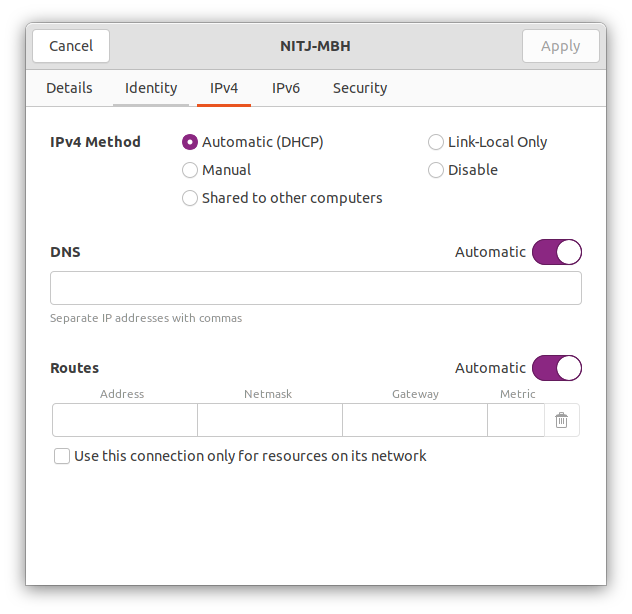 Cancel NITJ-MBH Apply
Details Identity IPv4 IPv6 Security
IPv4 Method Automatic (DHCP) Link-Local Only
Manual Disable
Shared to other computers
DNS Automatic
Separate IP addresses with commas
Routes Automatic
Address Netmask Gateway Metric
Use this connection only for resources on its network